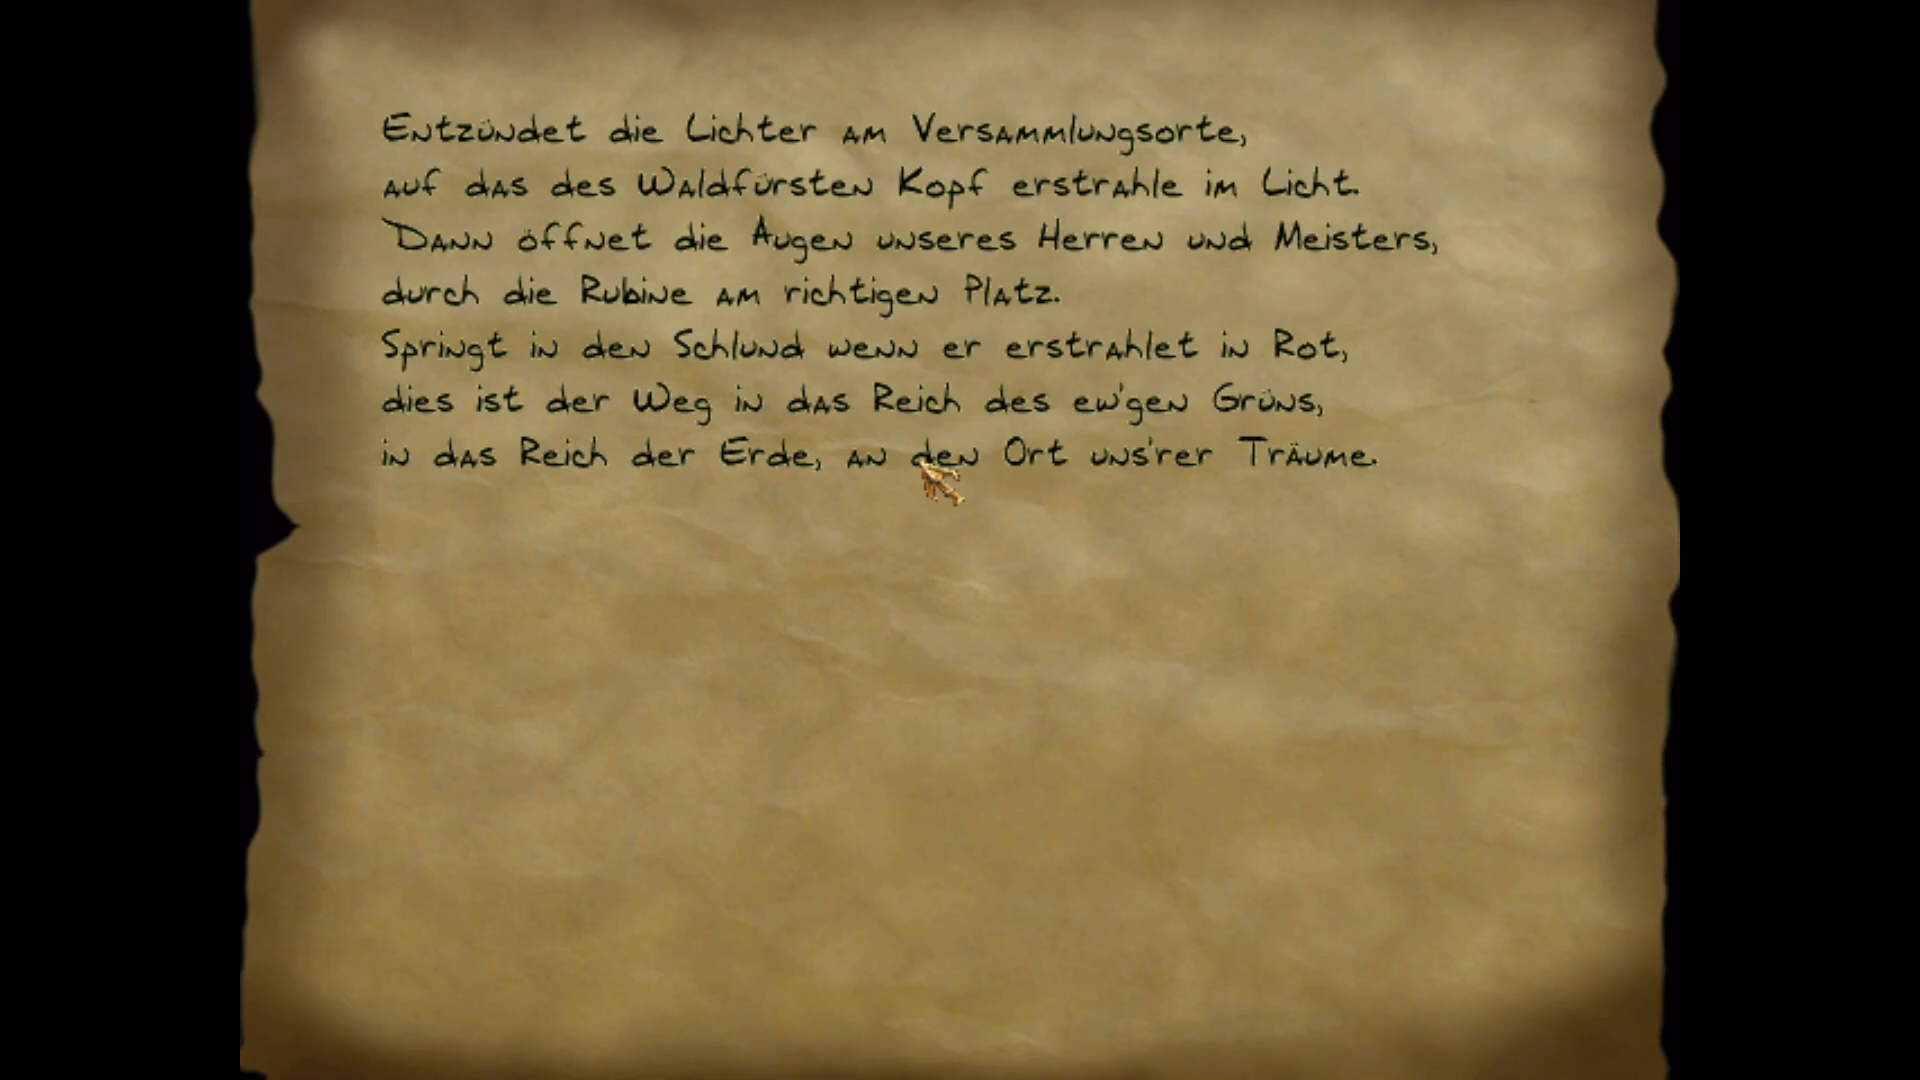 Entzündet die Lichter am Versammlungsorte,
auf das des Waldfürsten Kopf erstrahle im Licht.
Dann öffnet die Augen unseres Herren und Meisters,
durch die Rubine am richtigen Platz.
Springt in den Schlund wenn er erstrahlet in Rot,
dies ist der Weg in das Reich des ew'gen Grüns,
in das Reich der Erde, an den Ort uns'rer Träume.